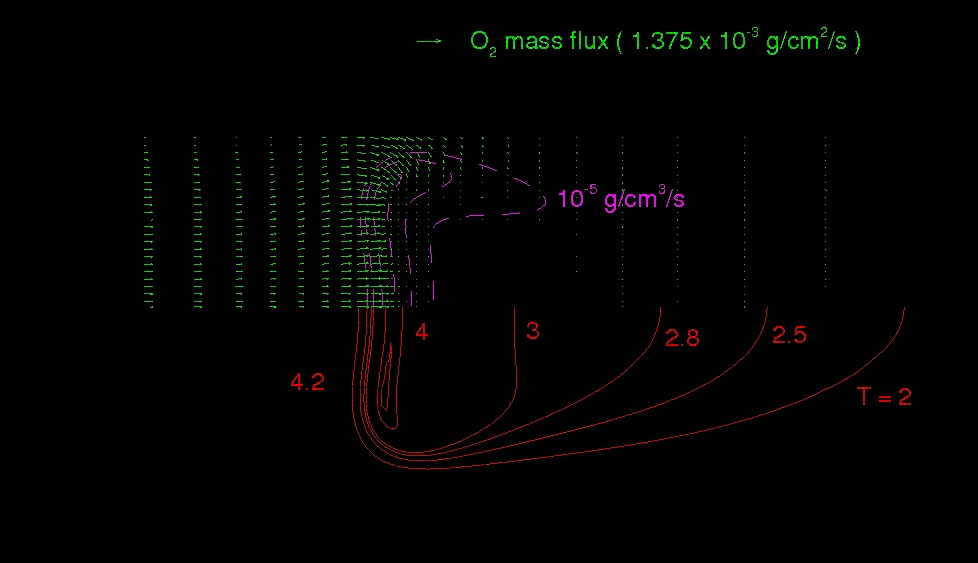 O₂ mass flux ( 1.375 x 10⁻³ g/cm²/s )
10⁻⁵ g/cm³/s
4
3
2.8
2.5
4.2
T = 2